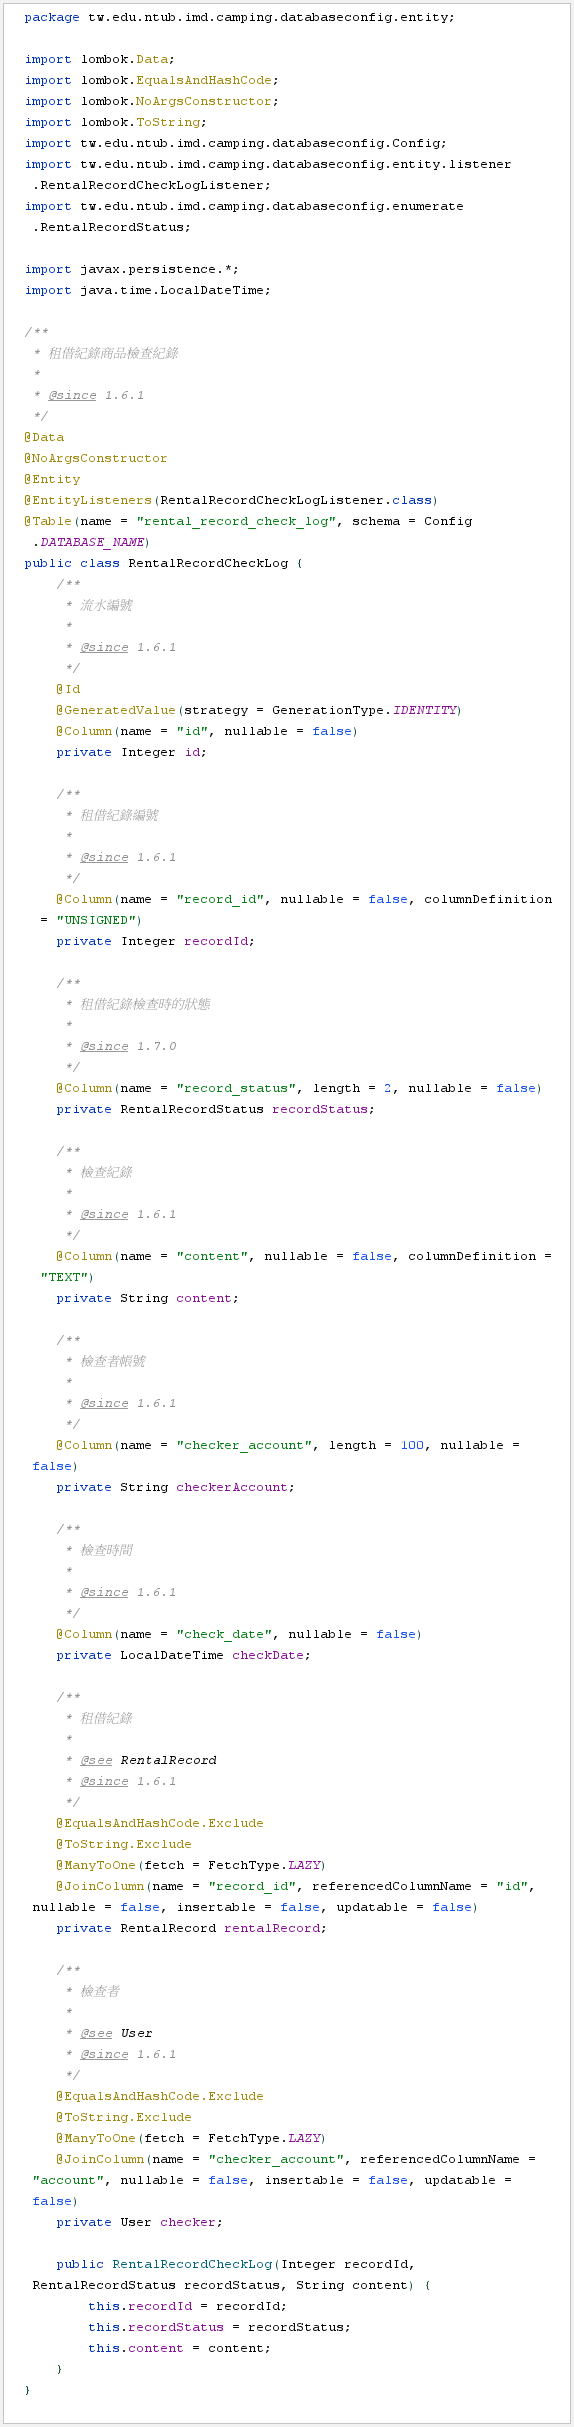 package tw.edu.ntub.imd.camping.databaseconfig.entity;

import lombok.Data;
import lombok.EqualsAndHashCode;
import lombok.NoArgsConstructor;
import lombok.ToString;
import tw.edu.ntub.imd.camping.databaseconfig.Config;
import tw.edu.ntub.imd.camping.databaseconfig.entity.listener
 .RentalRecordCheckLogListener;
import tw.edu.ntub.imd.camping.databaseconfig.enumerate
 .RentalRecordStatus;

import javax.persistence.*;
import java.time.LocalDateTime;

/**
 * 租借紀錄商品檢查紀錄
 *
 * @since 1.6.1
 */
@Data
@NoArgsConstructor
@Entity
@EntityListeners(RentalRecordCheckLogListener.class)
@Table(name = "rental_record_check_log", schema = Config
 .DATABASE_NAME)
public class RentalRecordCheckLog {
    /**
     * 流水編號
     *
     * @since 1.6.1
     */
    @Id
    @GeneratedValue(strategy = GenerationType.IDENTITY)
    @Column(name = "id", nullable = false)
    private Integer id;

    /**
     * 租借紀錄編號
     *
     * @since 1.6.1
     */
    @Column(name = "record_id", nullable = false, columnDefinition
  = "UNSIGNED")
    private Integer recordId;

    /**
     * 租借紀錄檢查時的狀態
     *
     * @since 1.7.0
     */
    @Column(name = "record_status", length = 2, nullable = false)
    private RentalRecordStatus recordStatus;

    /**
     * 檢查紀錄
     *
     * @since 1.6.1
     */
    @Column(name = "content", nullable = false, columnDefinition =
  "TEXT")
    private String content;

    /**
     * 檢查者帳號
     *
     * @since 1.6.1
     */
    @Column(name = "checker_account", length = 100, nullable =
 false)
    private String checkerAccount;

    /**
     * 檢查時間
     *
     * @since 1.6.1
     */
    @Column(name = "check_date", nullable = false)
    private LocalDateTime checkDate;

    /**
     * 租借紀錄
     *
     * @see RentalRecord
     * @since 1.6.1
     */
    @EqualsAndHashCode.Exclude
    @ToString.Exclude
    @ManyToOne(fetch = FetchType.LAZY)
    @JoinColumn(name = "record_id", referencedColumnName = "id",
 nullable = false, insertable = false, updatable = false)
    private RentalRecord rentalRecord;

    /**
     * 檢查者
     *
     * @see User
     * @since 1.6.1
     */
    @EqualsAndHashCode.Exclude
    @ToString.Exclude
    @ManyToOne(fetch = FetchType.LAZY)
    @JoinColumn(name = "checker_account", referencedColumnName =
 "account", nullable = false, insertable = false, updatable =
 false)
    private User checker;

    public RentalRecordCheckLog(Integer recordId,
 RentalRecordStatus recordStatus, String content) {
        this.recordId = recordId;
        this.recordStatus = recordStatus;
        this.content = content;
    }
}